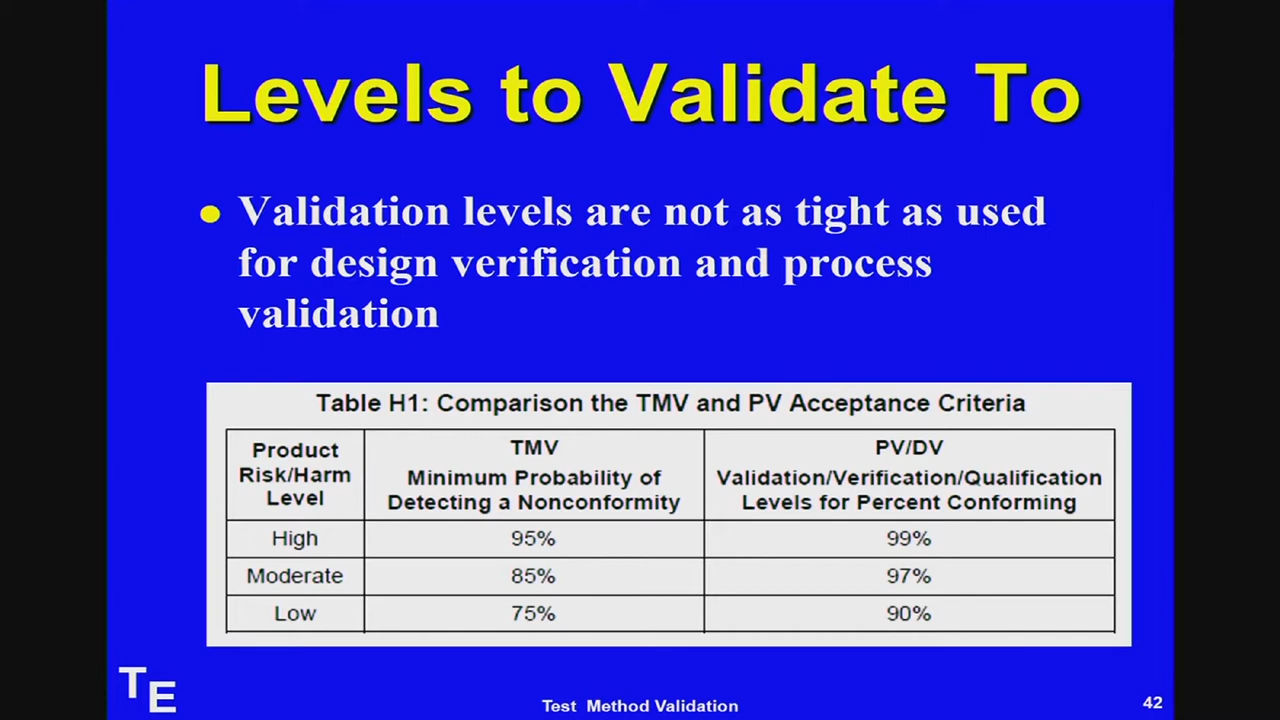 Levels to Validate To
• Validation levels are not as tight as used
for design verification and process
validation
Table H1: Comparison the TMV and PV Acceptance Criteria
Product
Risk/Harm
Level
TMV
Minimum Probability of
Detecting a Nonconformity
PV/DV
Validation/Verification/Qualification
Levels for Percent Conforming
High 95% 99%
Moderate 85% 97%
Low 75% 90%
TE
Test Method Validation
42